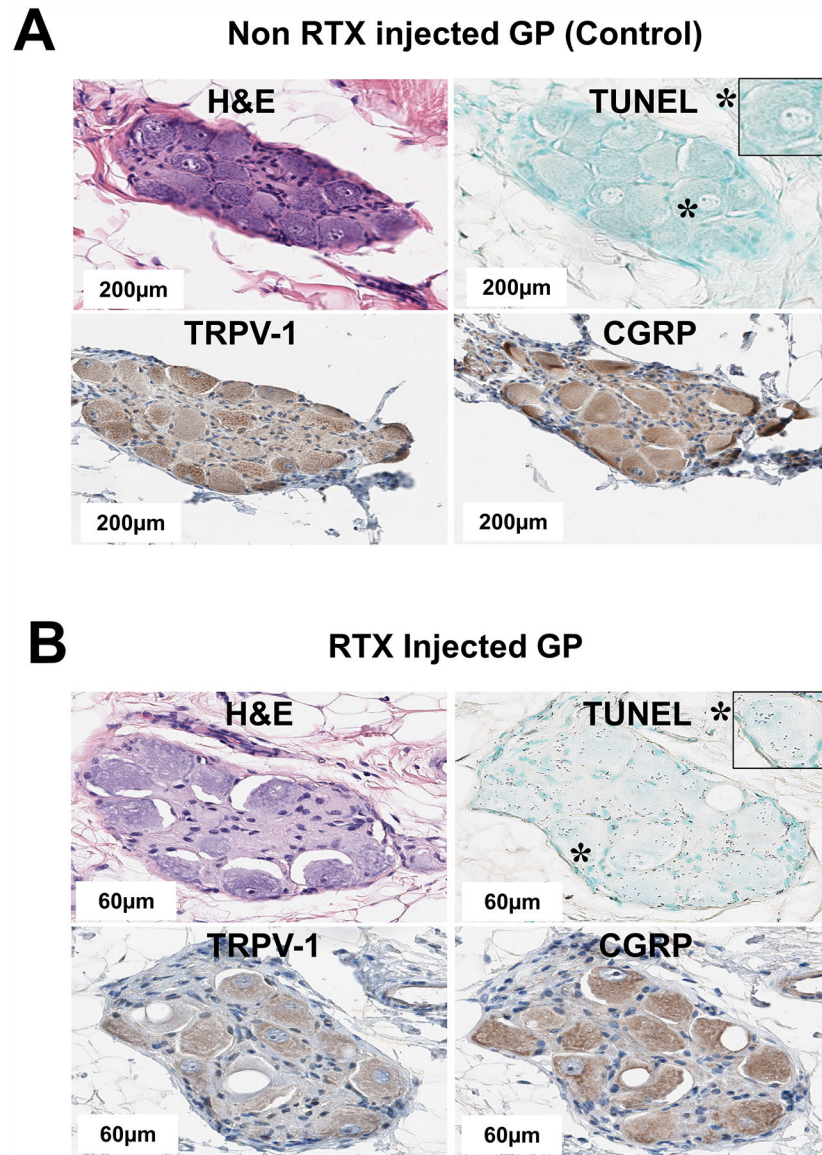 A
Non RTX injected GP (Control)
H&E
TUNEL *
*
200µm
200µm
TRPV-1
CGRP
200µm
200µm
B
RTX Injected GP
H&E
TUNEL *
*
60µm
60µm
TRPV-1
CGRP
60µm
60µm